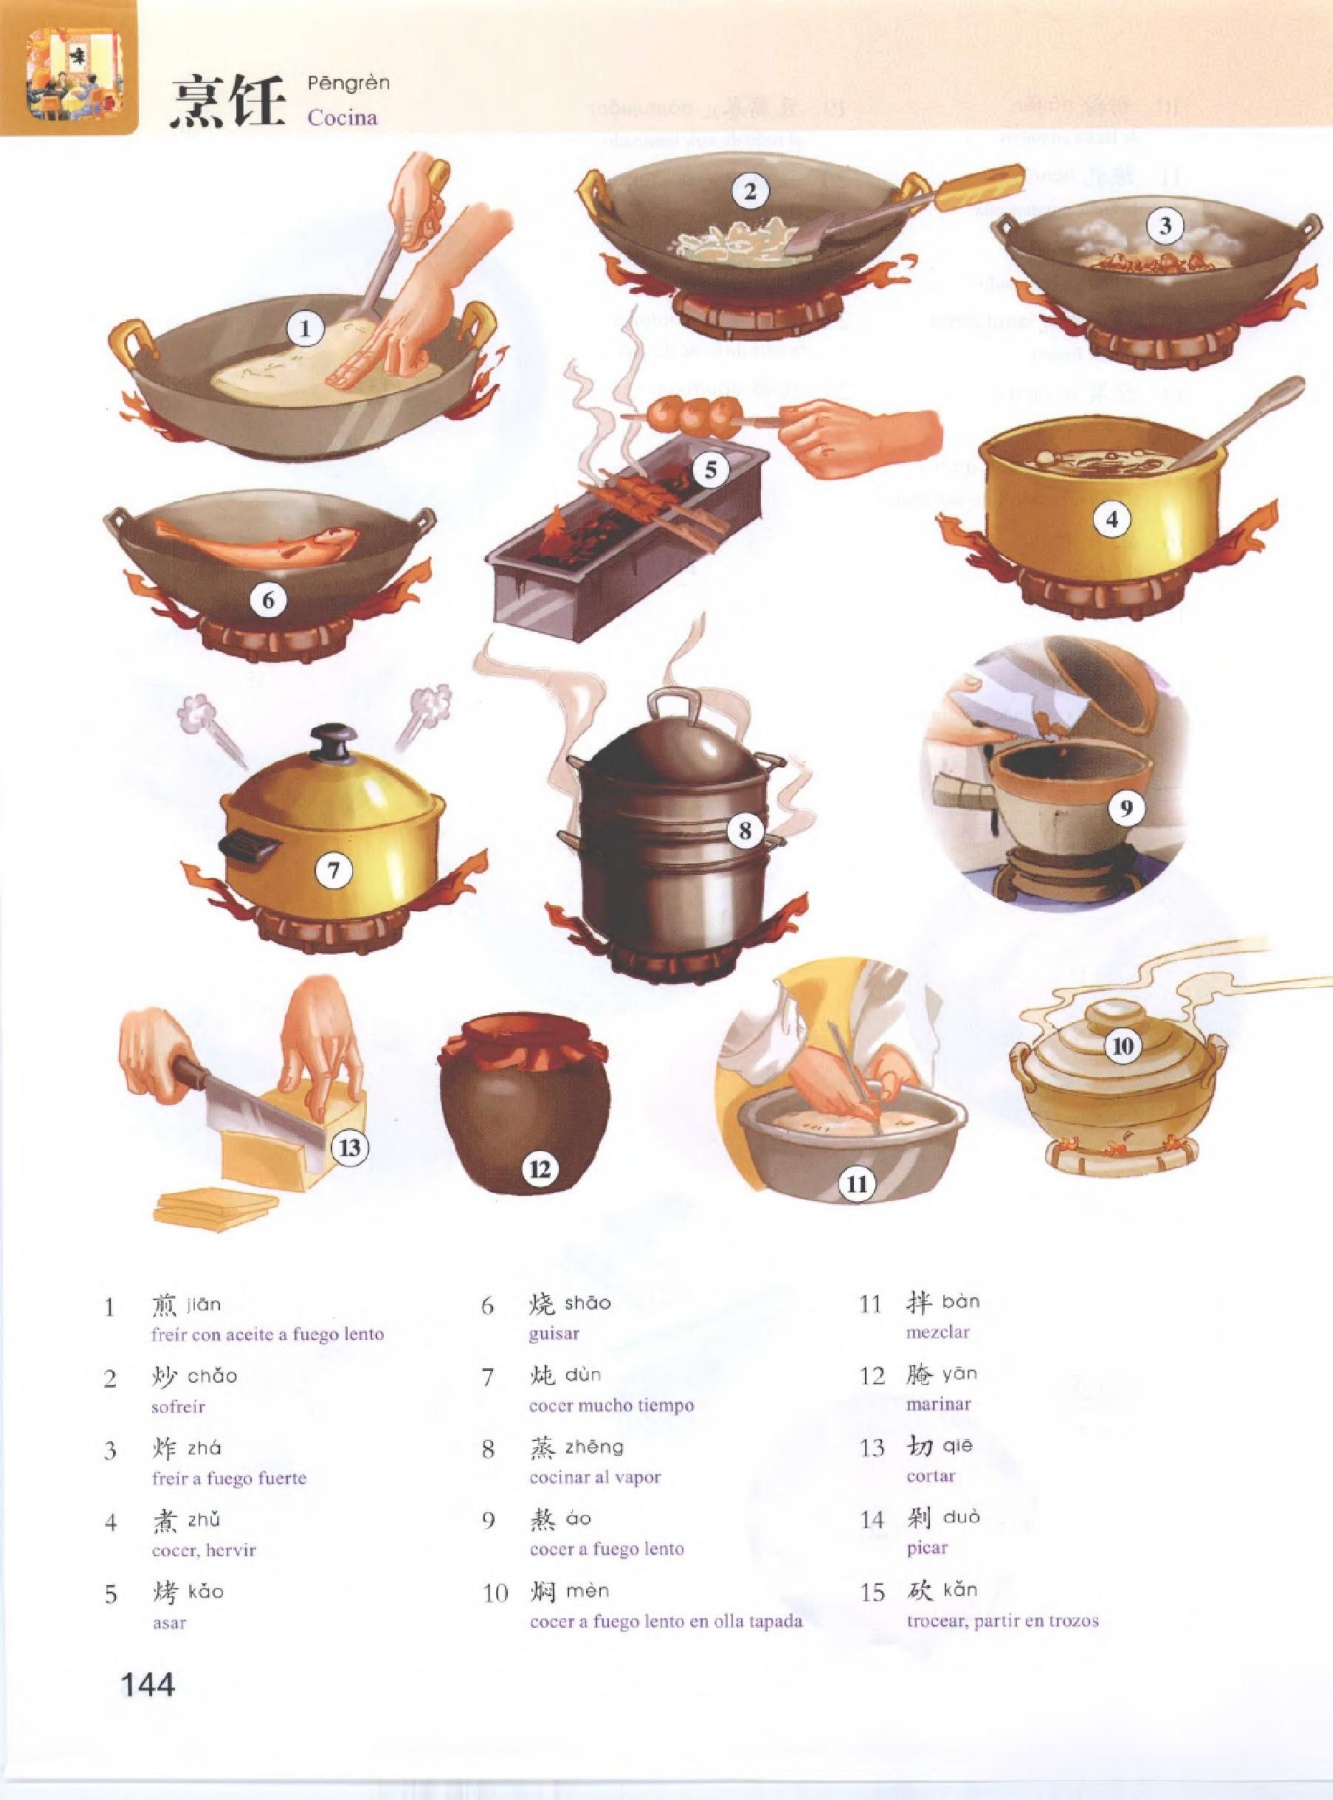 味
烹饪 Pēngrèn
Cocina
1
2
3
4
5
6
7
8
9
10
11
12
13
1 煎 jiān
freír con aceite a fuego lento
2 炒 chǎo
sofreír
3 炸 zhá
freír a fuego fuerte
4 煮 zhǔ
cocer, hervir
5 烤 kǎo
asar
6 烧 shāo
guisar
7 炖 dùn
cocer mucho tiempo
8 蒸 zhēng
cocinar al vapor
9 熬 áo
cocer a fuego lento
10 焖 mèn
cocer a fuego lento en olla tapada
11 拌 bàn
mezclar
12 腌 yān
marinar
13 切 qiē
cortar
14 剁 duò
picar
15 砍 kǎn
trocear, partir en trozos
144